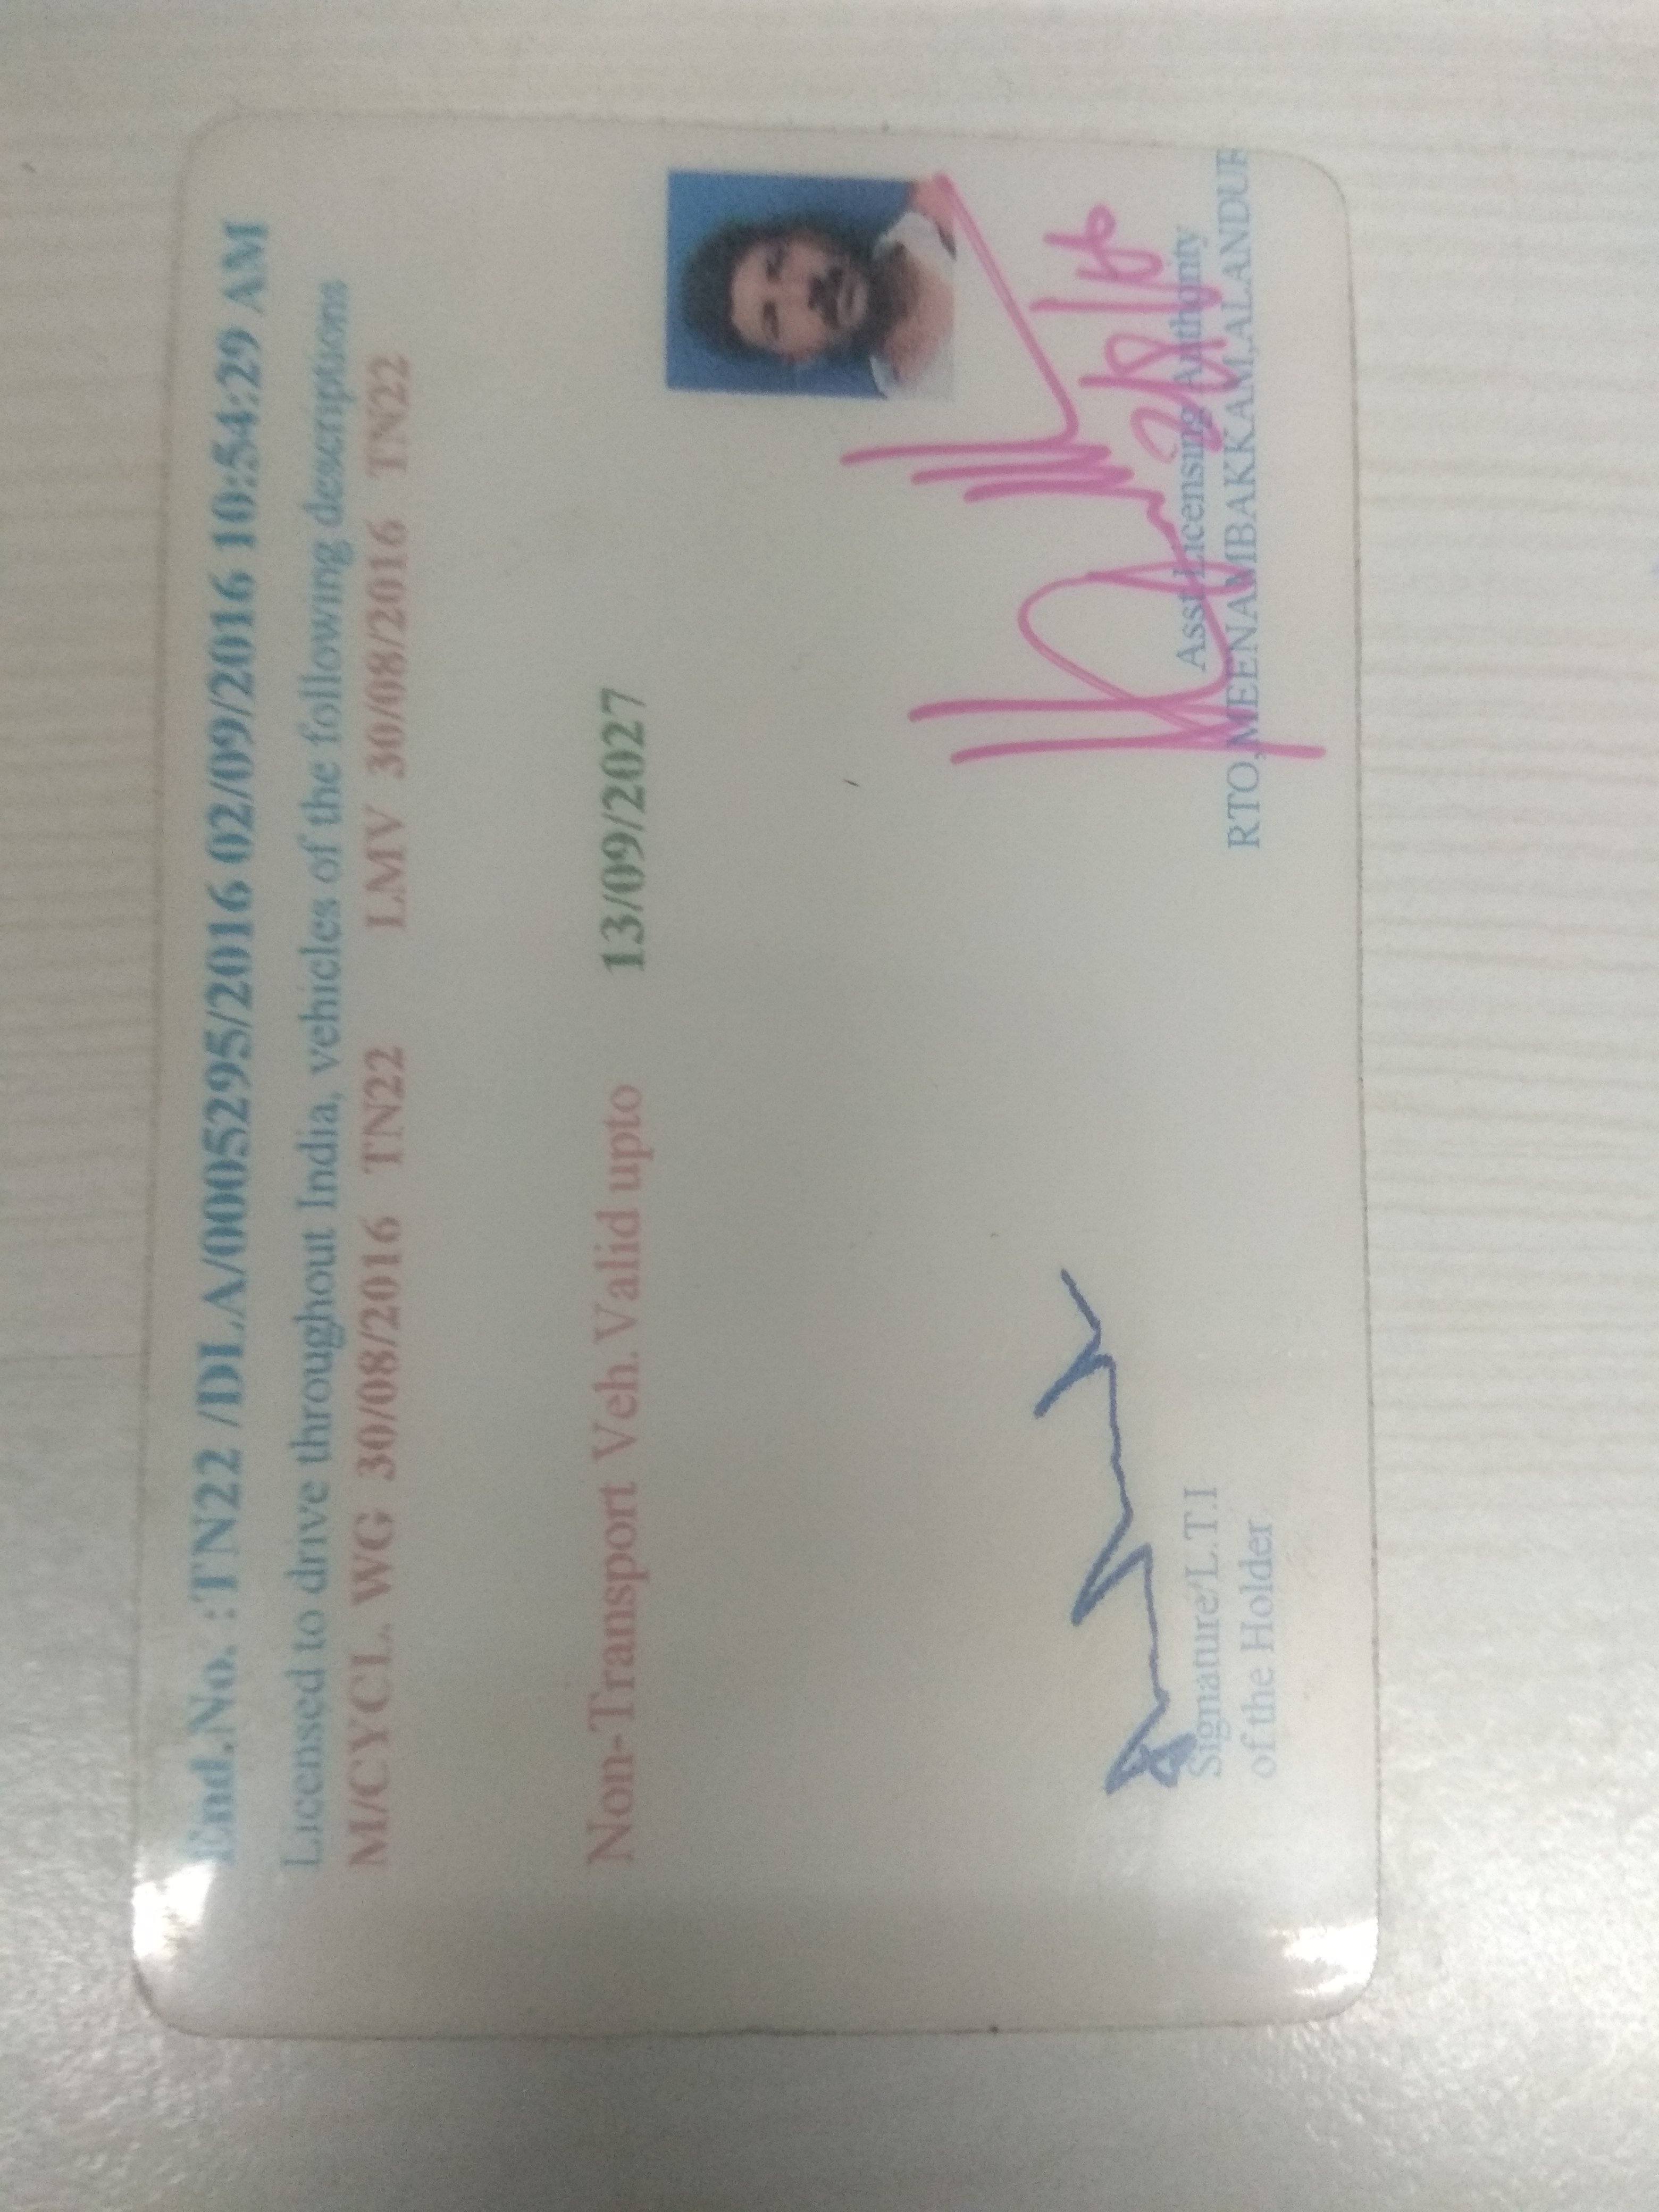 End.No. :TN22 /DLA/0005295/2016 02/09/2016 10:54:29 AM
Licensed to drive throughout India, vehicles of the following descriptions
M/CYCL. WG 30/08/2016 TN22 LMV 30/08/2016 TN22
Non-Transport Veh. Valid upto 13/09/2027
Signature/L.T.I
of the Holder
Asst Licensing Authority
RTO,MEENAMBAKKAM,ALANDUR